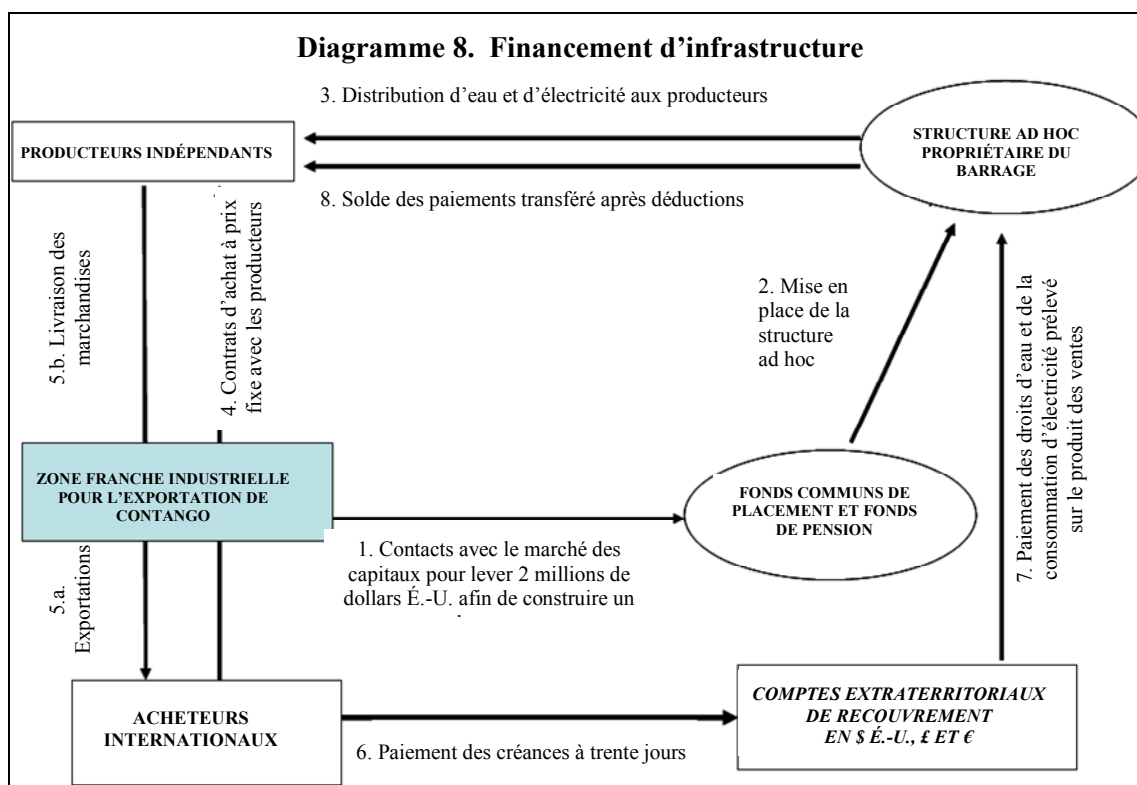 Diagramme 8. Financement d’infrastructure
3. Distribution d’eau et d’électricité aux producteurs
PRODUCTEURS INDÉPENDANTS
STRUCTURE AD HOC
PROPRIÉTAIRE DU
BARRAGE
8. Solde des paiements transféré après déductions
5.b. Livraison des
marchandises
4. Contrats d’achat à prix
fixe avec les producteurs
2. Mise en
place de la
structure
ad hoc
7. Paiement des droits d’eau et de la
consommation d’électricité prélevé
sur le produit des ventes
ZONE FRANCHE INDUSTRIELLE
POUR L’EXPORTATION DE
CONTANGO
FONDS COMMUNS DE
PLACEMENT ET FONDS
DE PENSION
1. Contacts avec le marché des
capitaux pour lever 2 millions de
dollars É.-U. afin de construire un
5.a.
Exportations
ACHETEURS
INTERNATIONAUX
COMPTES EXTRATERRITORIAUX
DE RECOUVREMENT
EN $ É.-U., £ ET €
6. Paiement des créances à trente jours